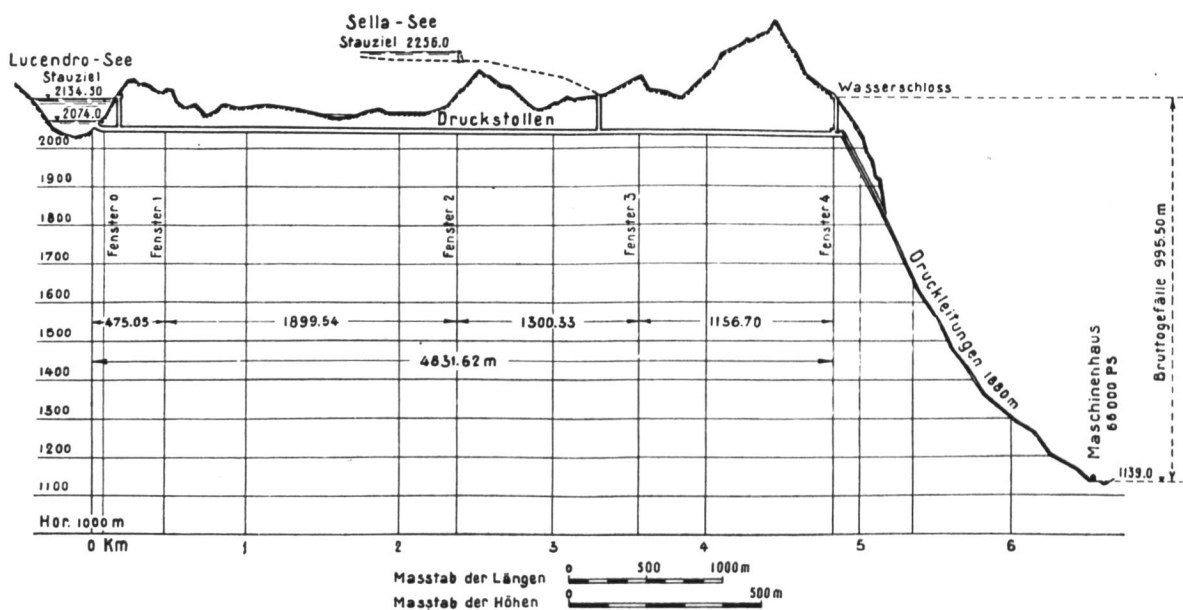 Sella-See
Stauziel 2256.0
Lucendro-See
Stauziel
2134.30
2074.0
Wasserschloss
Druckstollen
2000
1900
1800
1700
1600
1500
1400
1300
1200
1100
Hor. 1000 m
Fenster 0
Fenster 1
Fenster 2
Fenster 3
Fenster 4
475.05
1899.54
1300.33
1156.70
4831.62 m
Druckleitungen 1880 m
Maschinenhaus
66000 PS
Bruttogefälle 995.50 m
1139.0
0 Km 1 2 3 4 5 6
Masstab der Längen 0 500 1000 m
Masstab der Höhen 0 500 m